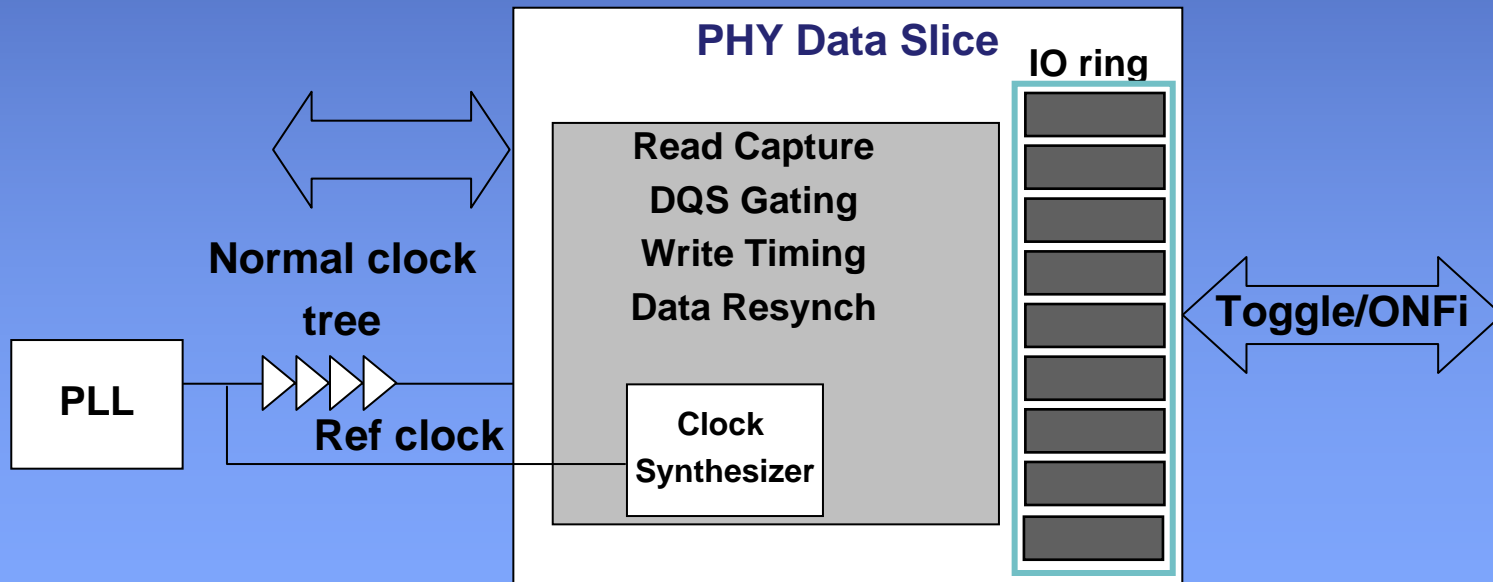 PHY Data Slice
IO ring
Read Capture
DQS Gating
Write Timing
Data Resynch
Normal clock
tree
PLL
Ref clock
Clock
Synthesizer
Toggle/ONFi